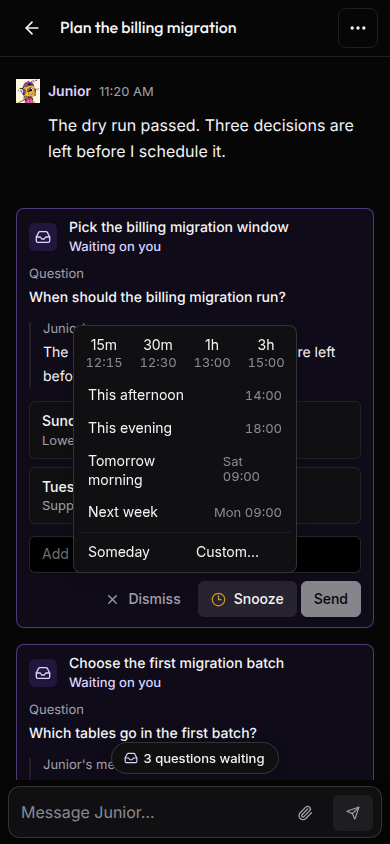 Plan the billing migration
Junior 11:20 AM
The dry run passed. Three decisions are
left before I schedule it.
Pick the billing migration window
Waiting on you
Question
When should the billing migration run?
The
re left
15m 30m 1h 3h
12:15 12:30 13:00 15:00
This afternoon 14:00
This evening 18:00
Tomorrow
morning
Sat
09:00
Next week Mon 09:00
Someday Custom...
Add
Dismiss Snooze Send
Choose the first migration batch
Waiting on you
Question
Which tables go in the first batch?
Junior's me
3 questions waiting
Message Junior...